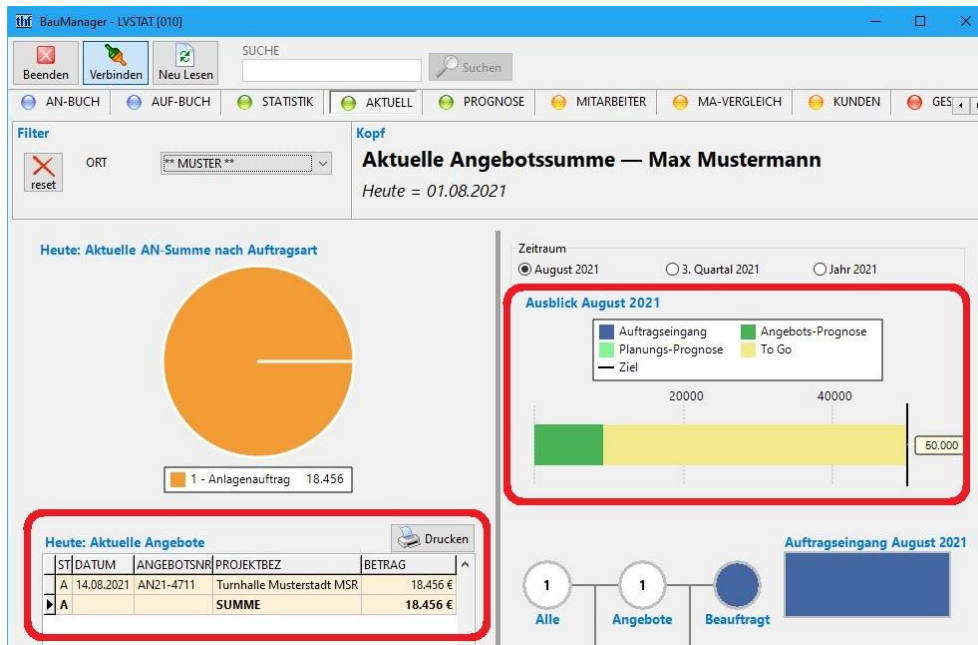 thf BauManager - LVSTAT [010]
SUCHE
Beenden Verbinden Neu Lesen Suchen
AN-BUCH AUF-BUCH STATISTIK AKTUELL PROGNOSE MITARBEITER MA-VERGLEICH KUNDEN GES
Filter
reset
ORT ** MUSTER **
Kopf
Aktuelle Angebotssumme — Max Mustermann
Heute = 01.08.2021
Heute: Aktuelle AN-Summe nach Auftragsart
1 - Anlagenauftrag 18.456
Zeitraum
August 2021 3. Quartal 2021 Jahr 2021
Ausblick August 2021
Auftragseingang Angebots-Prognose
Planungs-Prognose To Go
Ziel
20000 40000
50.000
Heute: Aktuelle Angebote
Drucken
ST DATUM ANGEBOTSNR PROJEKTBEZ BETRAG
A 14.08.2021 AN21-4711 Turnhalle Musterstadt MSR 18.456 €
A SUMME 18.456 €
Auftragseingang August 2021
1 1
Alle Angebote Beauftragt